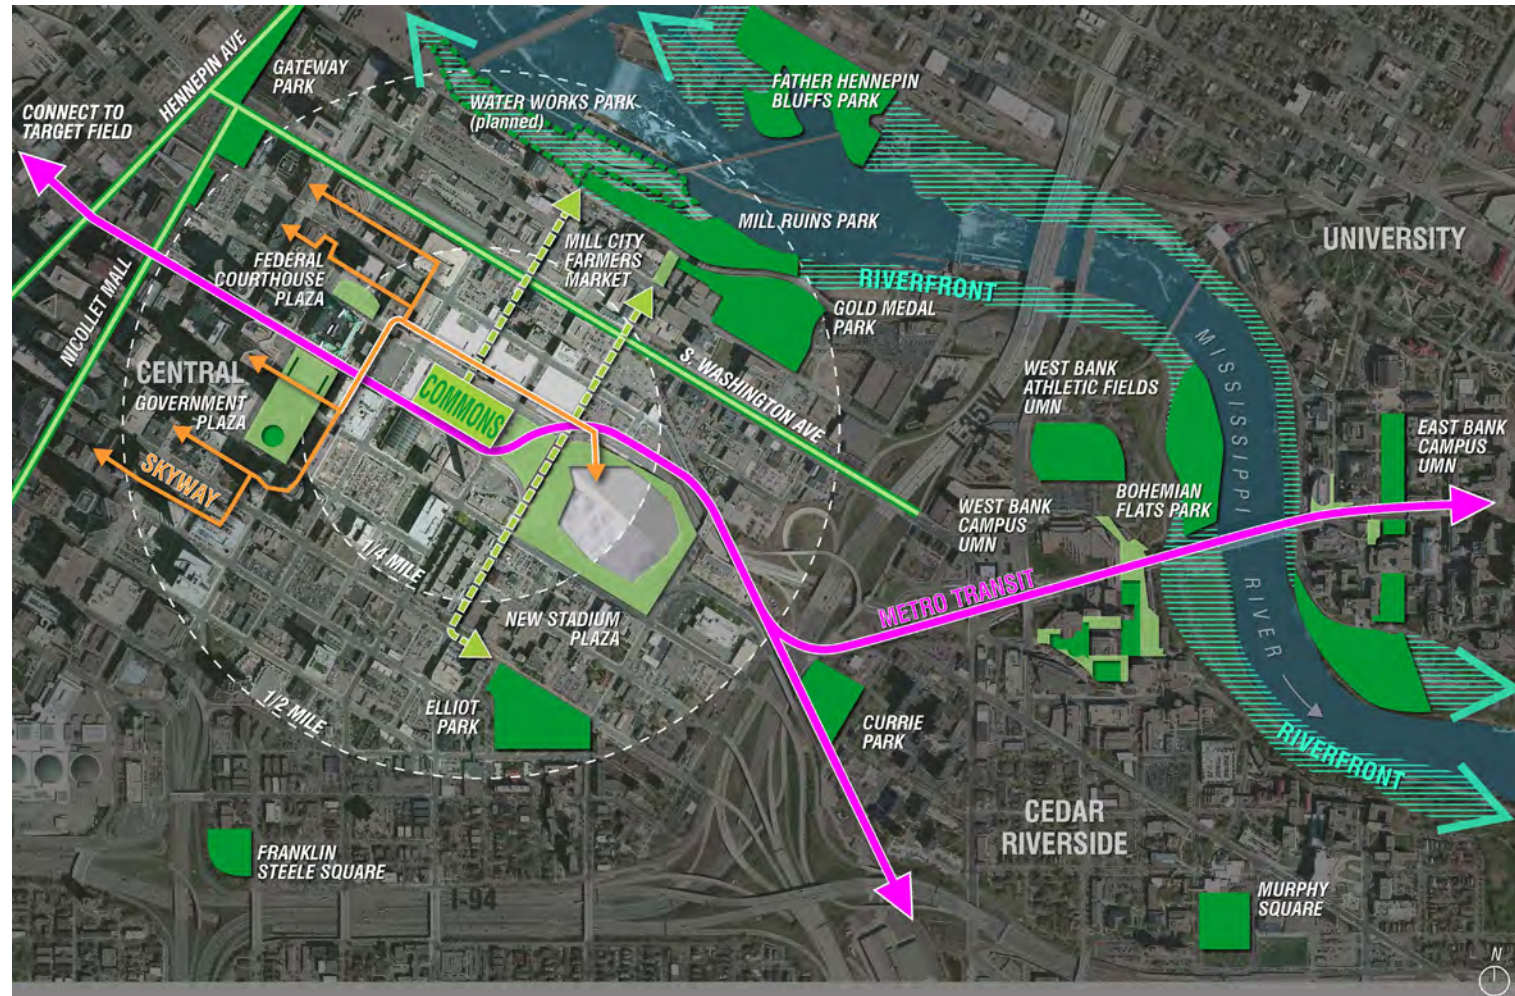 HENNEPIN AVE
GATEWAY
PARK
CONNECT TO
TARGET FIELD
WATER WORKS PARK
(planned)
FATHER HENNEPIN
BLUFFS PARK
MILL RUINS PARK
UNIVERSITY
MILL CITY
FARMERS
MARKET
FEDERAL
COURTHOUSE
PLAZA
RIVERFRONT
GOLD MEDAL
PARK
NICOLLET MALL
CENTRAL
GOVERNMENT
PLAZA
COMMONS
S. WASHINGTON AVE
I-35W
WEST BANK
ATHLETIC FIELDS
UMN
MISSISSIPPI
RIVER
EAST BANK
CAMPUS
UMN
SKYWAY
BOHEMIAN
FLATS PARK
WEST BANK
CAMPUS
UMN
1/4 MILE
NEW STADIUM
PLAZA
METRO TRANSIT
1/2 MILE
ELLIOT
PARK
CURRIE
PARK
RIVERFRONT
CEDAR
RIVERSIDE
FRANKLIN
STEELE SQUARE
I-94
MURPHY
SQUARE
N